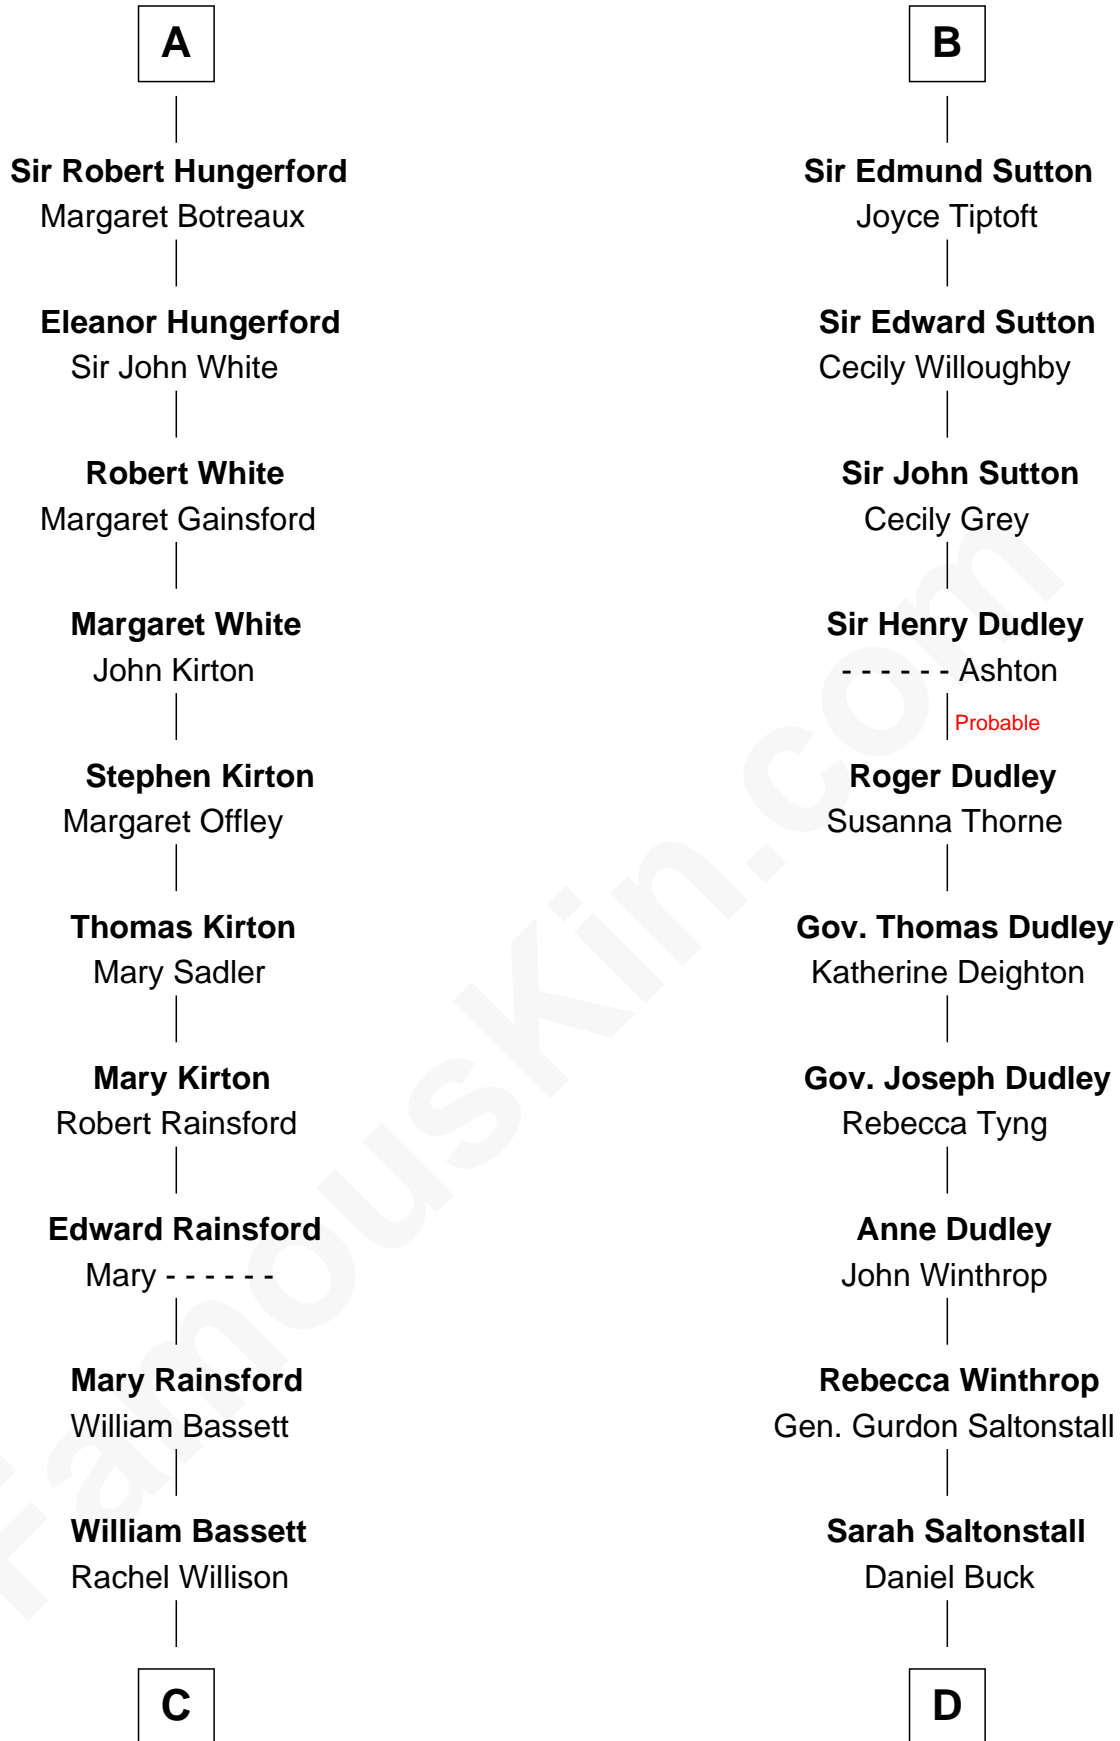 A
Sir Robert Hungerford
Margaret Botreaux
Eleanor Hungerford
Sir John White
Robert White
Margaret Gainsford
Margaret White
John Kirton
Stephen Kirton
Margaret Offley
Thomas Kirton
Mary Sadler
Mary Kirton
Robert Rainsford
Edward Rainsford
Mary - - - - - -
Mary Rainsford
William Bassett
William Bassett
Rachel Willison
C
B
Sir Edmund Sutton
Joyce Tiptoft
Sir Edward Sutton
Cecily Willoughby
Sir John Sutton
Cecily Grey
Sir Henry Dudley
- - - - - - Ashton
Probable
Roger Dudley
Susanna Thorne
Gov. Thomas Dudley
Katherine Deighton
Gov. Joseph Dudley
Rebecca Tyng
Anne Dudley
John Winthrop
Rebecca Winthrop
Gen. Gurdon Saltonstall
Sarah Saltonstall
Daniel Buck
D
FamousKin.com